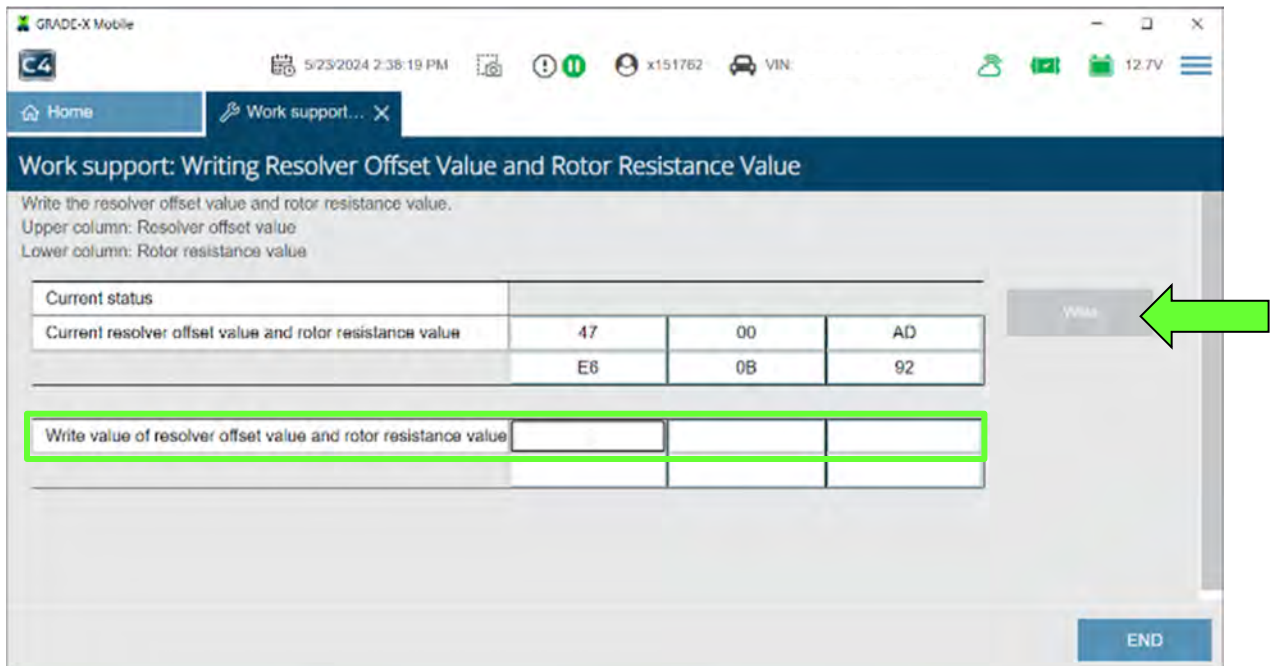 GRADE-X Mobile
C4 5/23/2024 2:38:19 PM x151762 VIN: 12.7V
Home Work support...
Work support: Writing Resolver Offset Value and Rotor Resistance Value
Write the resolver offset value and rotor resistance value.
Upper column: Resolver offset value
Lower column: Rotor resistance value
Current status
Write
Current resolver offset value and rotor resistance value 47 00 AD
E6 0B 92
Write value of resolver offset value and rotor resistance value
END